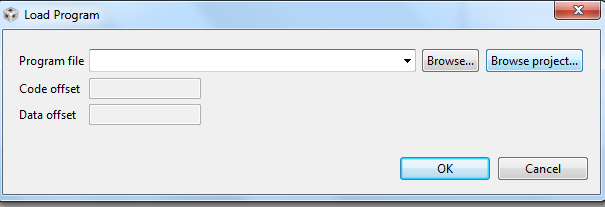 Load Program
Program file Browse... Browse project...
Code offset
Data offset
OK Cancel